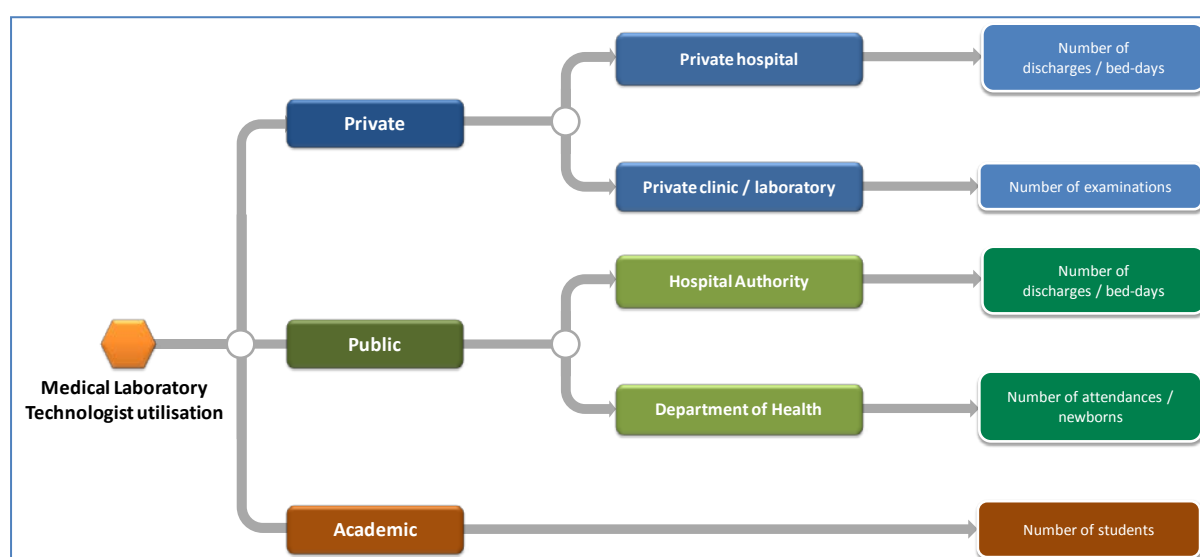 Private hospital
Number of
discharges / bed-days
Private
Private clinic / laboratory
Number of examinations
Hospital Authority
Number of
discharges / bed-days
Public
Medical Laboratory
Technologist utilisation
Department of Health
Number of attendances /
newborns
Academic
Number of students